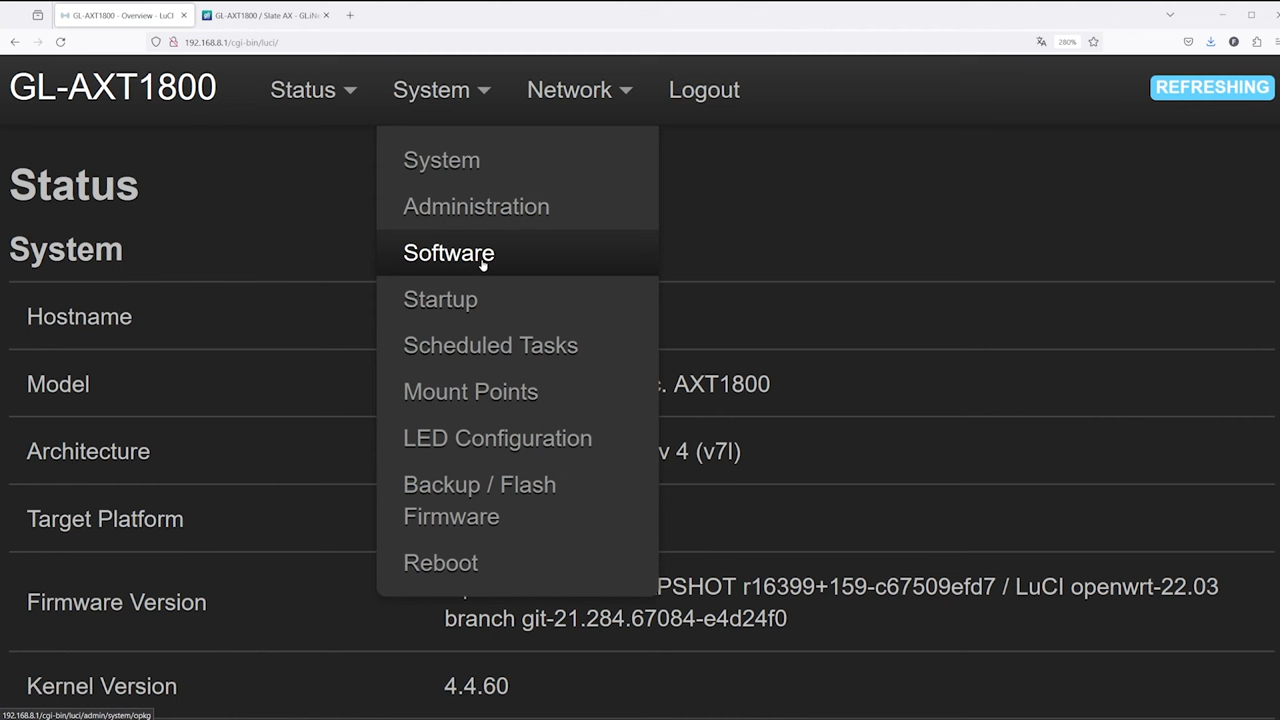 GL-AXT1800 - Overview - LuCI
GL-AXT1800 / Slate AX - GL.iNe
192.168.8.1/cgi-bin/luci/
280%
GL-AXT1800
Status
System
Network
Logout
REFRESHING
System
Administration
Software
Startup
Scheduled Tasks
Mount Points
LED Configuration
Backup / Flash
Firmware
Reboot
Status
System
Hostname
Model
. AXT1800
Architecture
v 4 (v7l)
Target Platform
Firmware Version
PSHOT r16399+159-c67509efd7 / LuCI openwrt-22.03
branch git-21.284.67084-e4d24f0
Kernel Version
4.4.60
192.168.8.1/cgi-bin/luci/admin/system/opkg